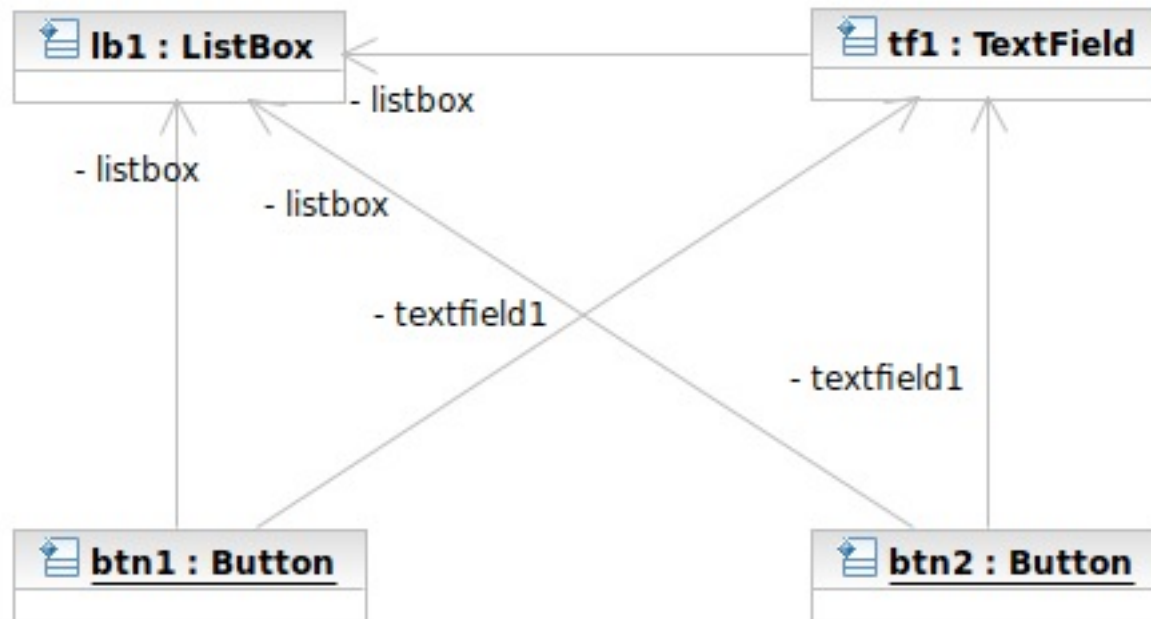 lb1 : ListBox
tf1 : TextField
- listbox
- listbox
- listbox
- textfield1
- textfield1
btn1 : Button
btn2 : Button